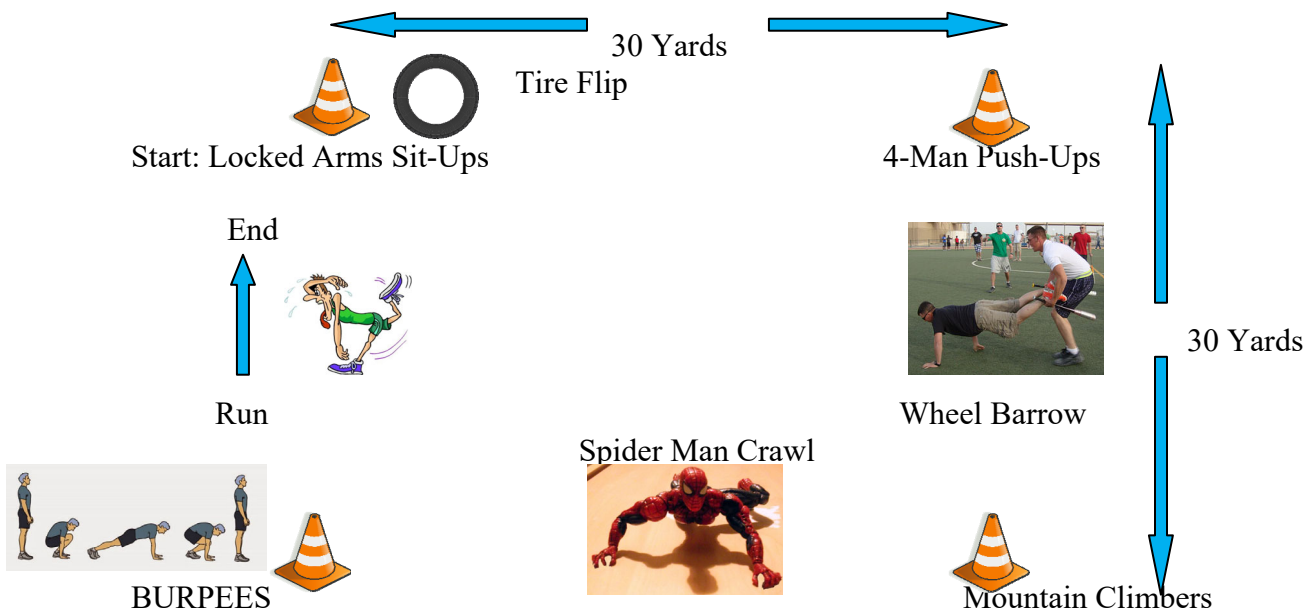 30 Yards
Tire Flip
Start: Locked Arms Sit-Ups
4-Man Push-Ups
End
30 Yards
Run
Wheel Barrow
Spider Man Crawl
BURPEES
Mountain Climbers